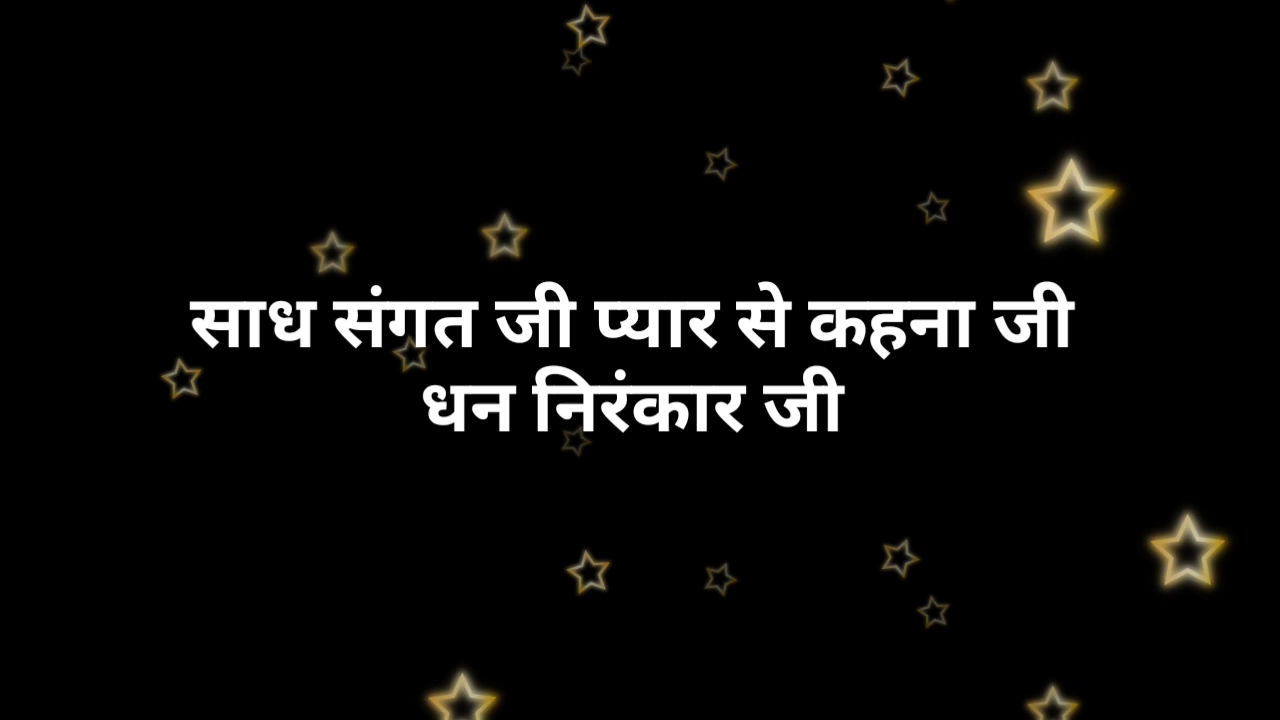 साध संगत जी प्यार से कहना जी
धन निरंकार जी